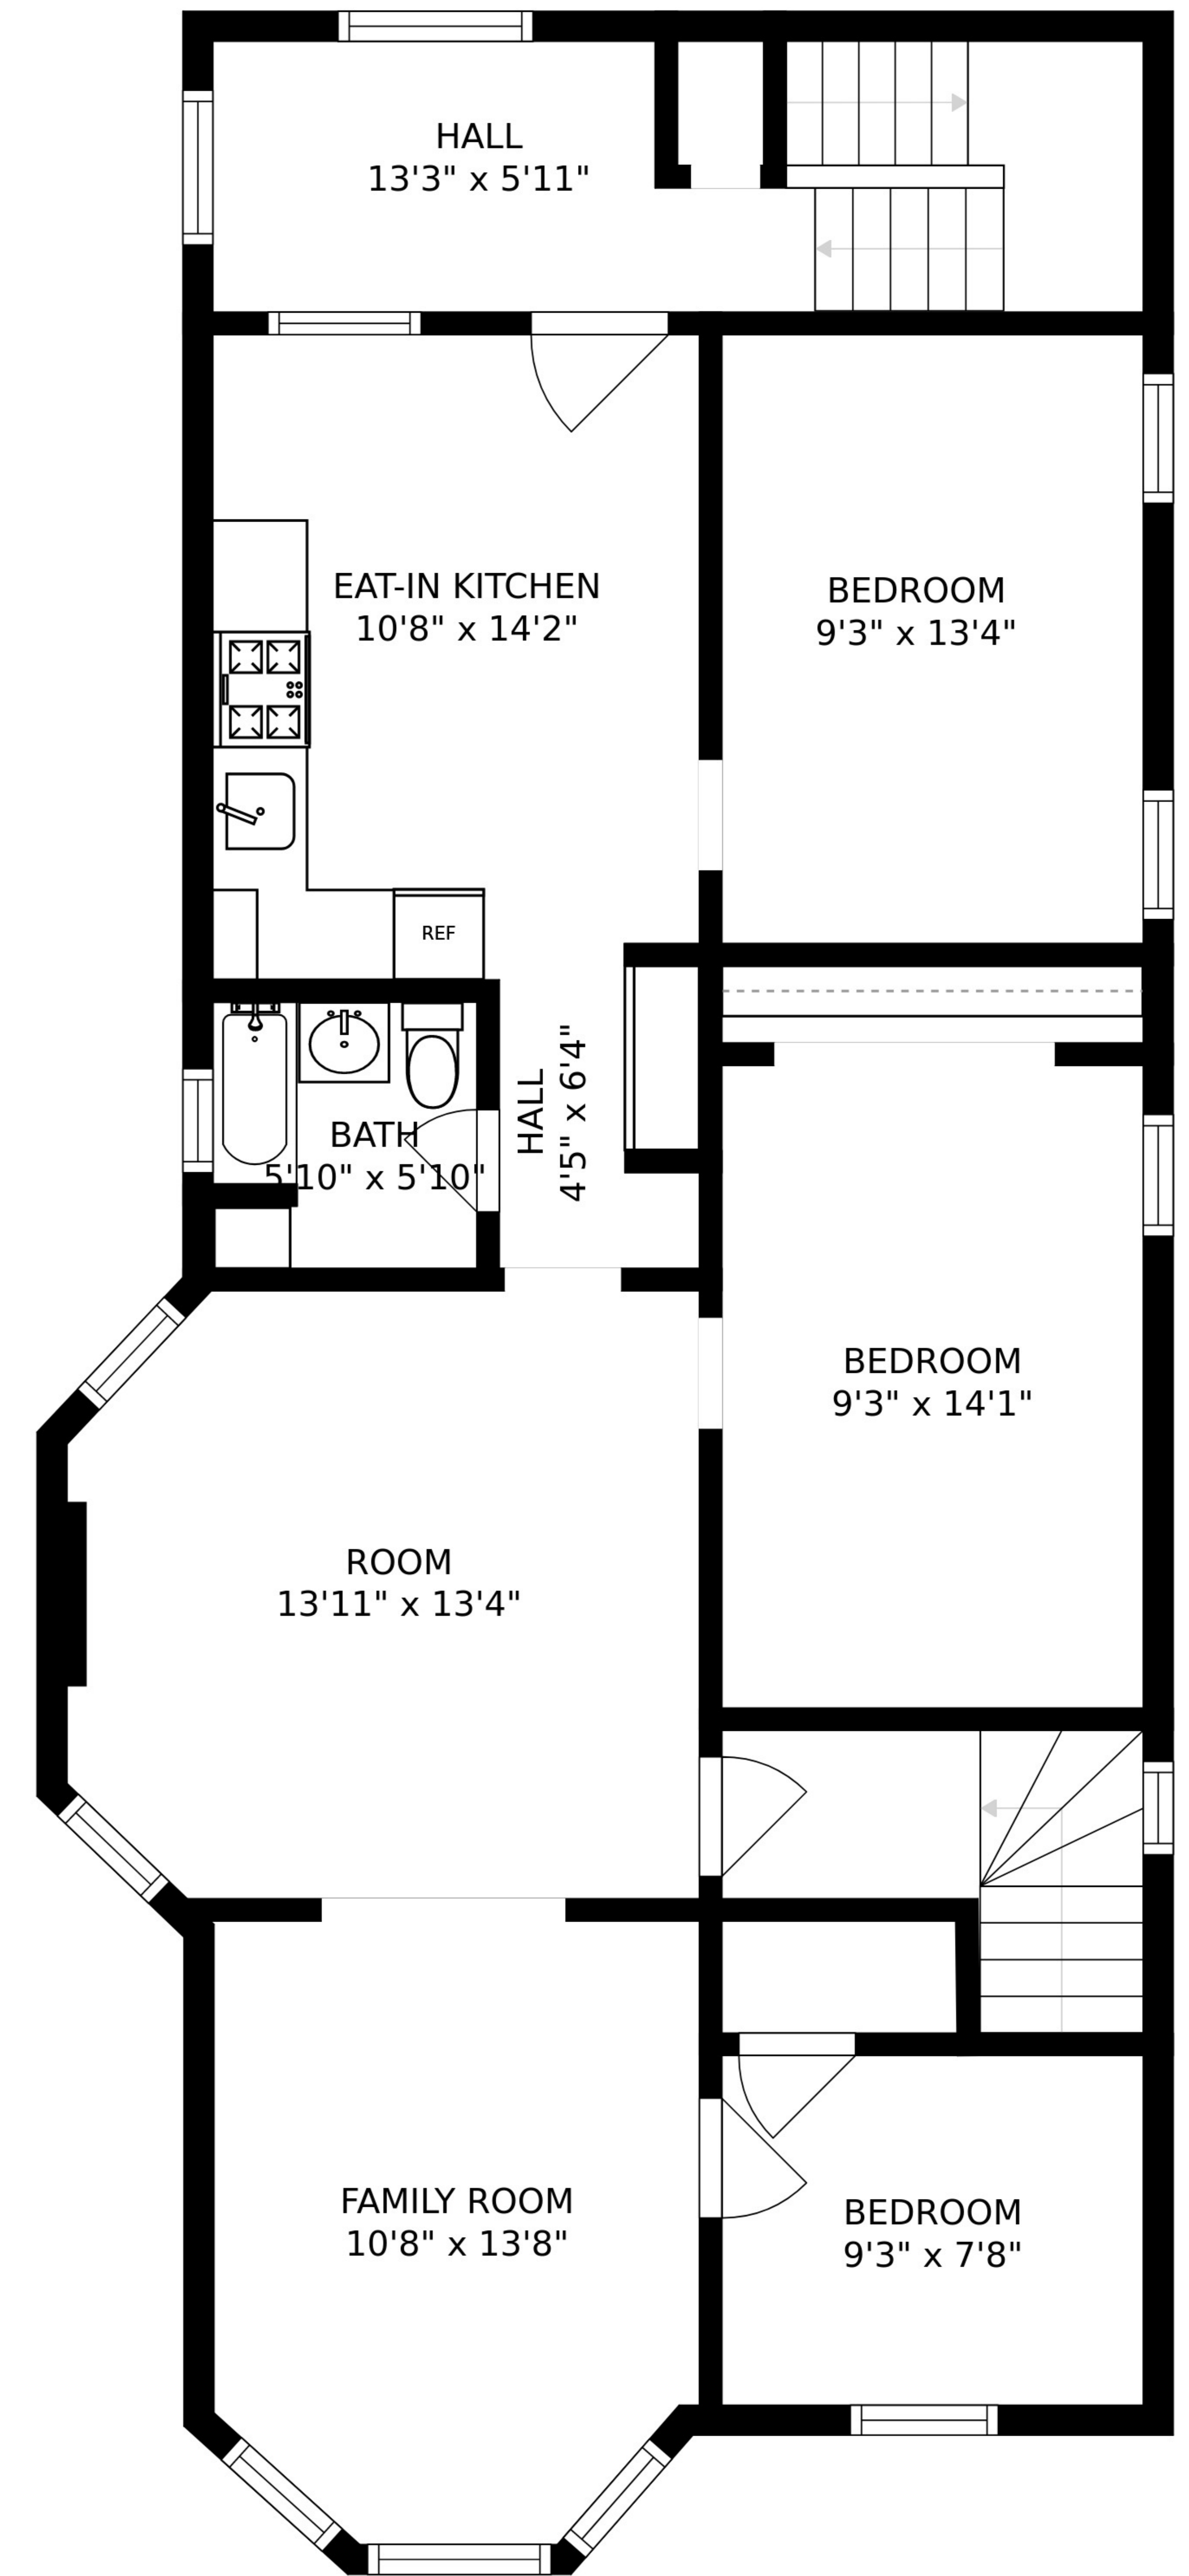 HALL
13'3" x 5'11"
EAT-IN KITCHEN
10'8" x 14'2"
BEDROOM
9'3" x 13'4"
REF
HALL
4'5" x 6'4"
BATH
5'10" x 5'10"
BEDROOM
9'3" x 14'1"
ROOM
13'11" x 13'4"
FAMILY ROOM
10'8" x 13'8"
BEDROOM
9'3" x 7'8"